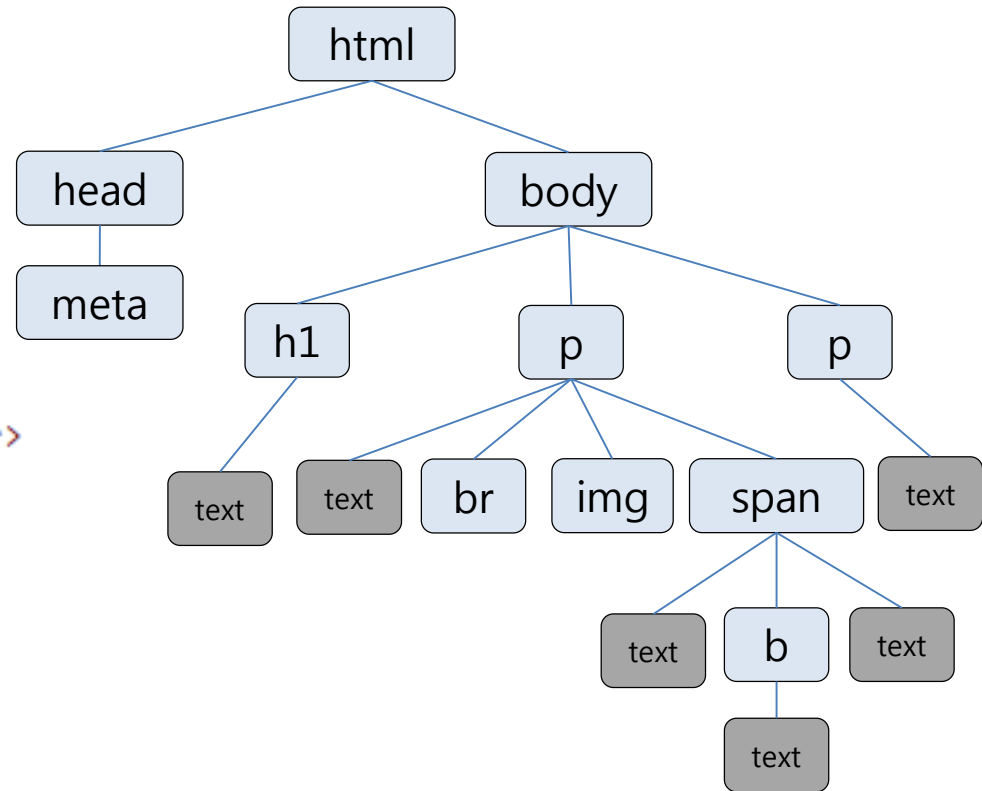 html
head
body
meta
h1
p
p
>
text
text
br
img
span
text
text
b
text
text